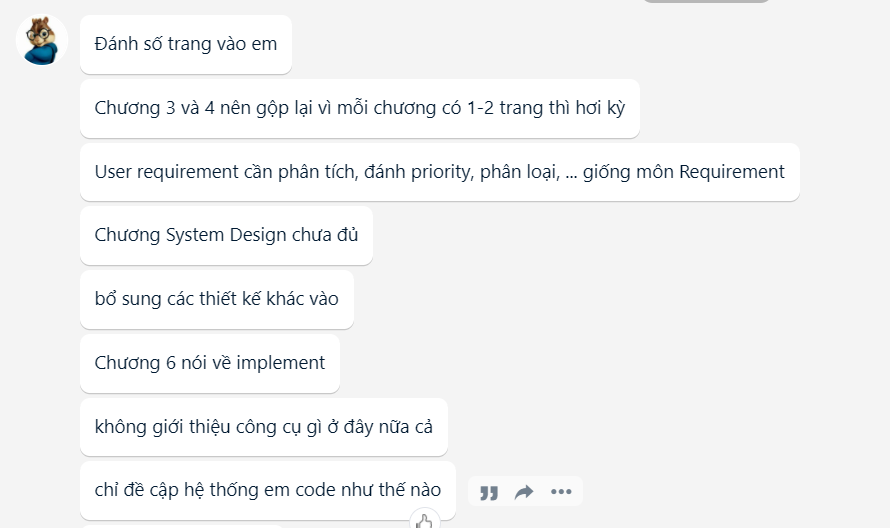 Đánh số trang vào em
Chương 3 và 4 nên gộp lại vì mỗi chương có 1-2 trang thì hơi kỳ
User requirement cần phân tích, đánh priority, phân loại, ... giống môn Requirement
Chương System Design chưa đủ
bổ sung các thiết kế khác vào
Chương 6 nói về implement
không giới thiệu công cụ gì ở đây nữa cả
chỉ đề cập hệ thống em code như thế nào